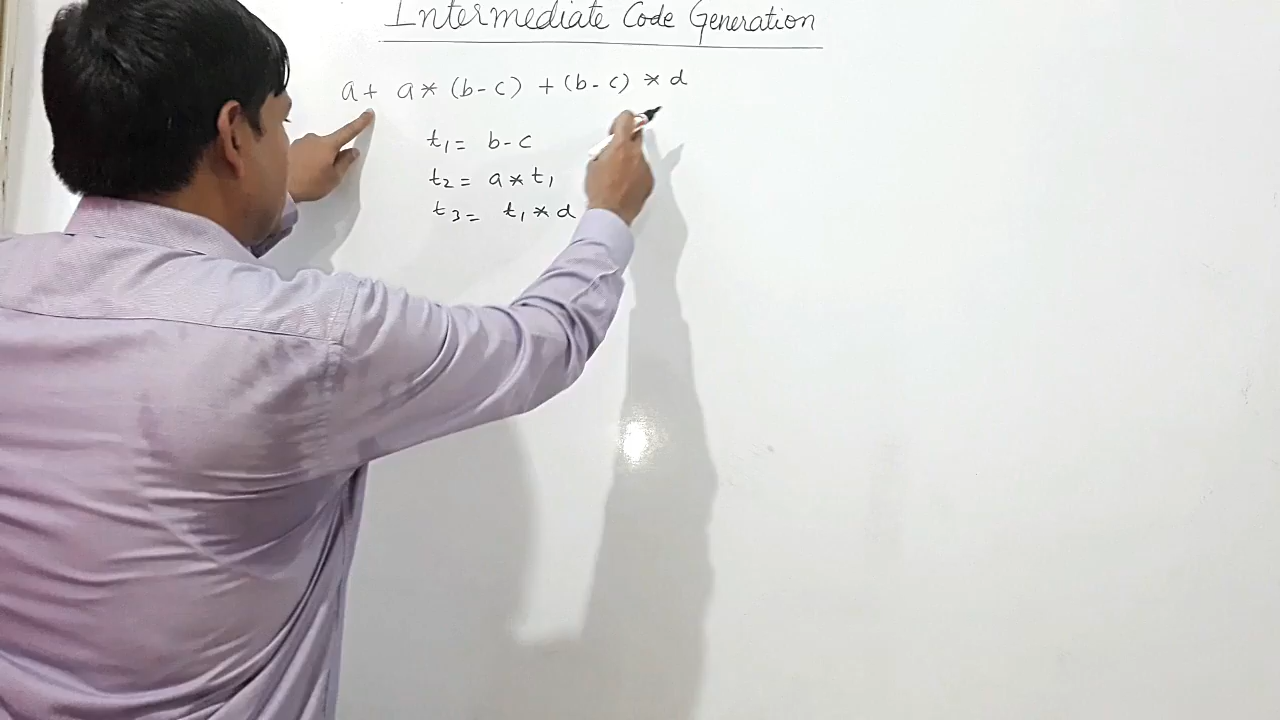 Intermediate Code Generation
a + a * (b - c) + (b - c) * d
t₁ = b - c
t₂ = a * t₁
t₃ = t₁ * d